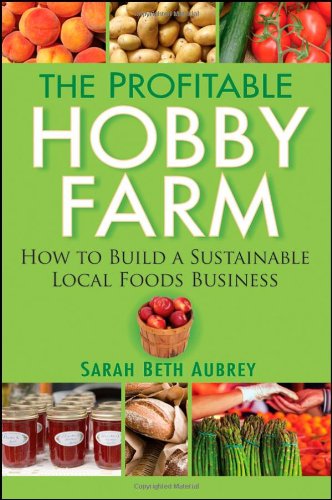 THE PROFITABLE
HOBBY
FARM
HOW TO BUILD A SUSTAINABLE
LOCAL FOODS BUSINESS
SARAH BETH AUBREY